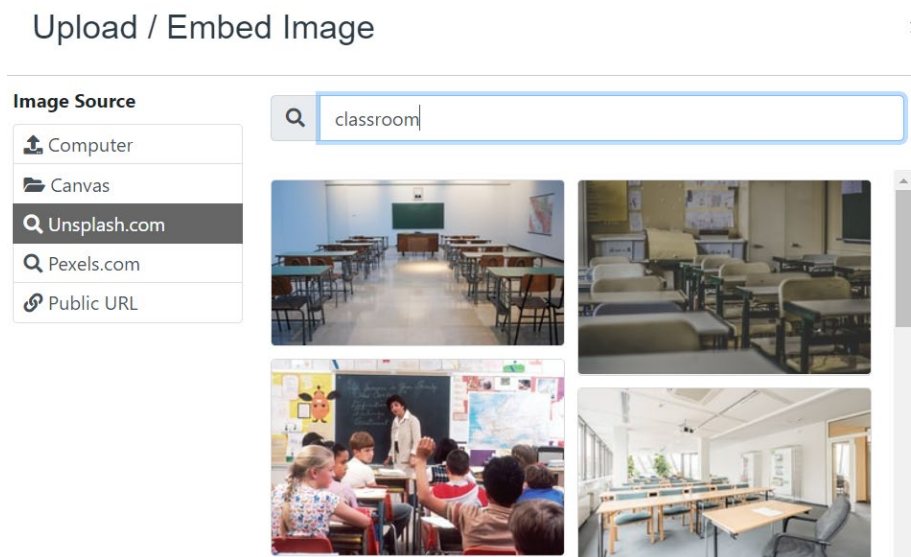 Upload / Embed Image
Image Source
classroom
Computer
Canvas
Unsplash.com
Pexels.com
Public URL